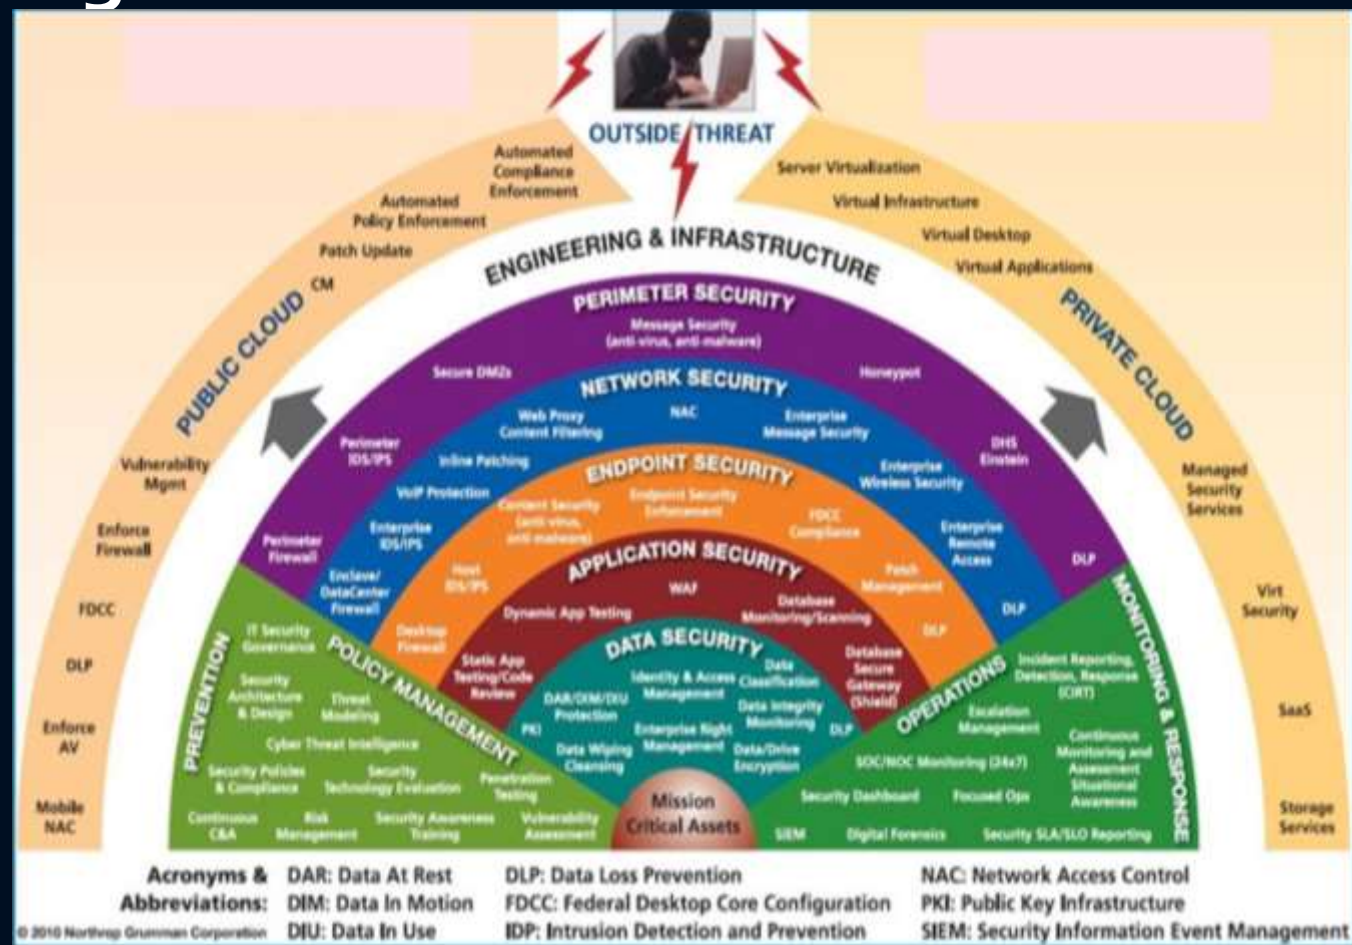 OUTSIDE THREAT
Automated
Compliance
Enforcement
Automated
Policy Enforcement
Patch Update
CM
PUBLIC CLOUD
Vulnerability
Mgmt
Enforce
Firewall
FDCC
DLP
Enforce
AV
Mobile
NAC
Server Virtualization
Virtual Infrastructure
Virtual Desktop
Virtual Applications
PRIVATE CLOUD
Managed
Security
Services
Virt
Security
SaaS
Storage
Services
ENGINEERING & INFRASTRUCTURE
PERIMETER SECURITY
Message Security
(anti-virus, anti-malware)
Secure DMZs
Honeypot
Perimeter
IDS/IPS
DHS
Einstein
Perimeter
Firewall
DLP
NETWORK SECURITY
Web Proxy
Content Filtering
NAC
Enterprise
Message Security
Inline Patching
Enterprise
Wireless Security
VoIP Protection
Enterprise
IDS/IPS
Enterprise
Remote
Access
Enclave/
DataCenter
Firewall
DLP
ENDPOINT SECURITY
Content Security
(anti-virus,
anti-malware)
Endpoint Security
Enforcement
FDCC
Compliance
Host
IDS/IPS
Patch
Management
Desktop
Firewall
DLP
APPLICATION SECURITY
WAF
Dynamic App Testing
Database
Monitoring/Scanning
Static App
Testing/Code
Review
Database
Secure
Gateway
(Shield)
DATA SECURITY
Identity & Access
Management
Data
Classification
DAR/DIM/DIU
Protection
Data Integrity
Monitoring
PKI
Enterprise Right
Management
DLP
Data Wiping
Cleansing
Data/Drive
Encryption
Mission
Critical Assets
PREVENTION
POLICY MANAGEMENT
IT Security
Governance
Security
Architecture
& Design
Threat
Modeling
Cyber Threat Intelligence
Security Policies
& Compliance
Security
Technology Evaluation
Penetration
Testing
Continuous
C&A
Risk
Management
Security Awareness
Training
Vulnerability
Assessment
OPERATIONS
MONITORING & RESPONSE
Incident Reporting,
Detection, Response
(CIRT)
Escalation
Management
Continuous
Monitoring and
Assessment
Situational
Awareness
SOC/NOC Monitoring (24x7)
Security Dashboard
Focused Ops
SIEM
Digital Forensics
Security SLA/SLO Reporting
Acronyms &
Abbreviations:
DAR: Data At Rest
DIM: Data In Motion
DIU: Data In Use
DLP: Data Loss Prevention
FDCC: Federal Desktop Core Configuration
IDP: Intrusion Detection and Prevention
NAC: Network Access Control
PKI: Public Key Infrastructure
SIEM: Security Information Event Management
© 2010 Northrop Grumman Corporation